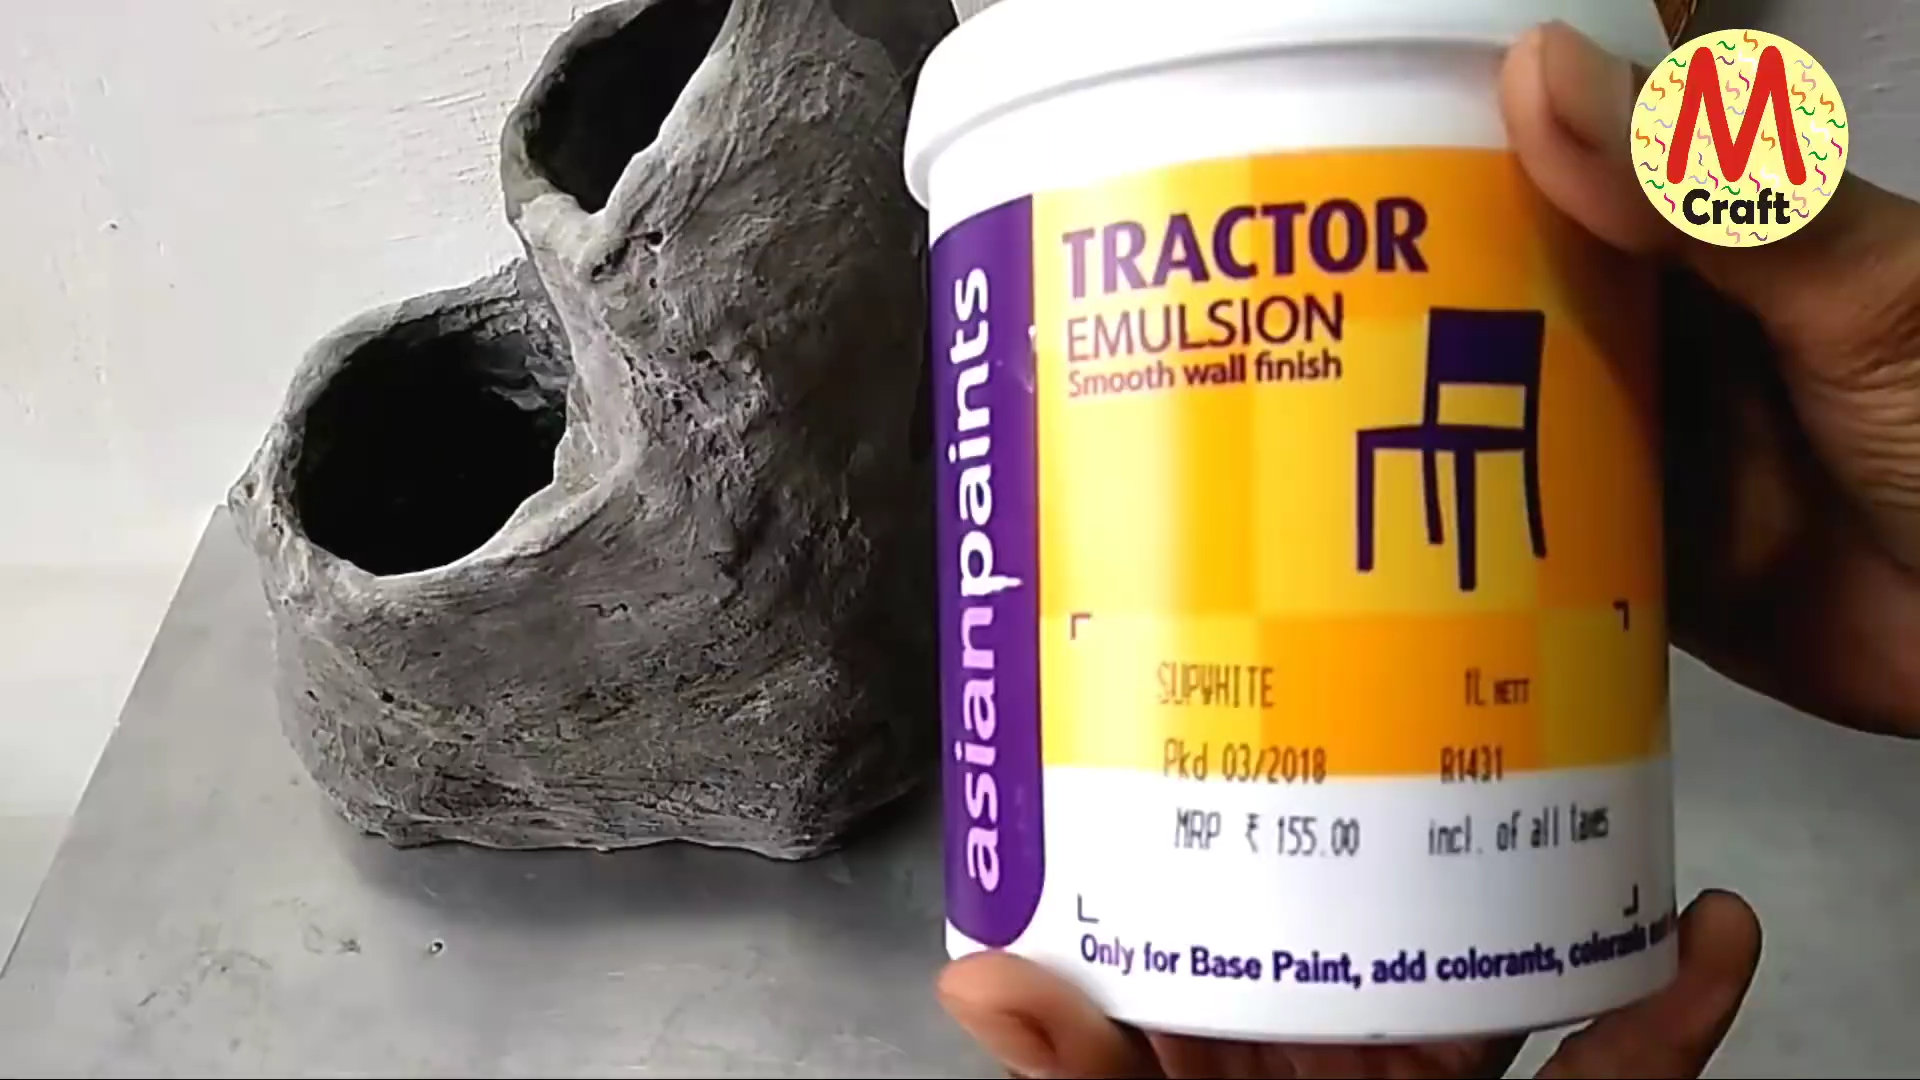 M
Craft
asianpaints
TRACTOR
EMULSION
Smooth wall finish
SUPWHITE 1L NETT
Pkd 03/2018 R1431
MRP ₹ 155.00 incl. of all taxes
Only for Base Paint, add colorants, colorants